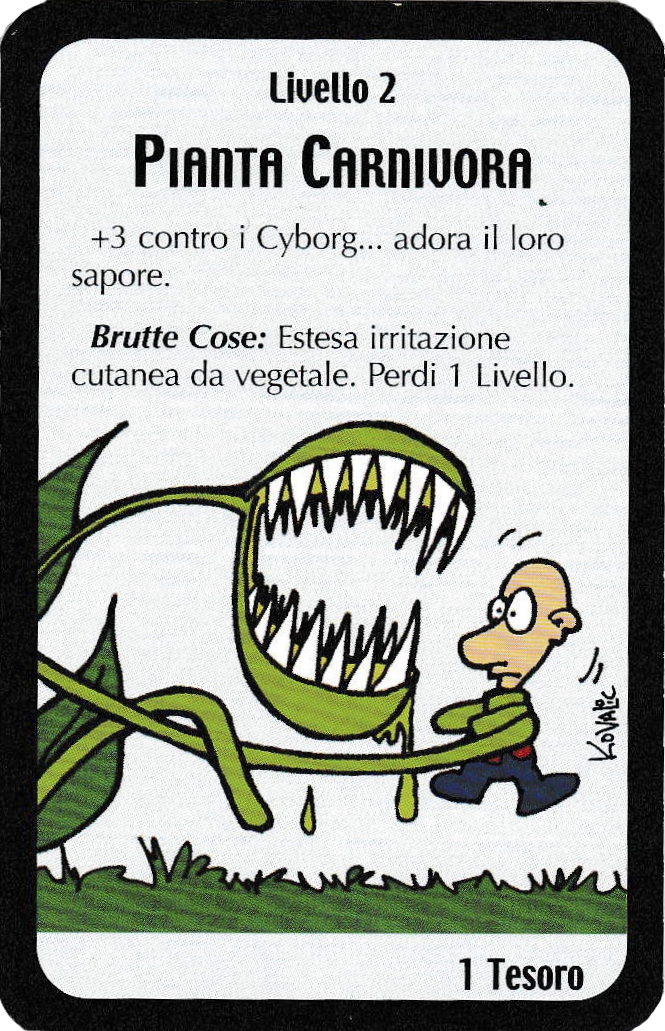 Livello 2
Pianta Carnivora
+3 contro i Cyborg... adora il loro
sapore.
Brutte Cose: Estesa irritazione
cutanea da vegetale. Perdi 1 Livello.
Kovalic
1 Tesoro